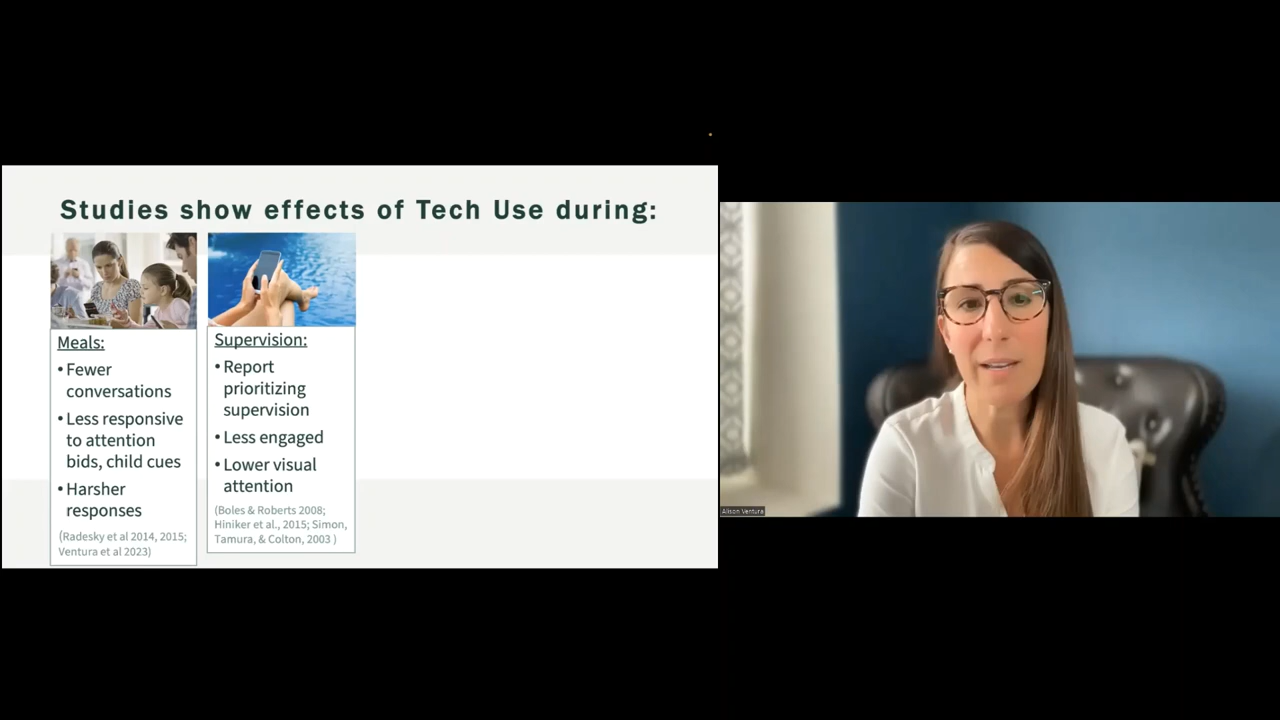 Studies show effects of Tech Use during:
Meals:
• Fewer
conversations
• Less responsive
to attention
bids, child cues
• Harsher
responses
(Radesky et al 2014, 2015;
Ventura et al 2023)
Supervision:
• Report
prioritizing
supervision
• Less engaged
• Lower visual
attention
(Boles & Roberts 2008;
Hiniker et al., 2015; Simon,
Tamura, & Colton, 2003 )
Alison Ventura